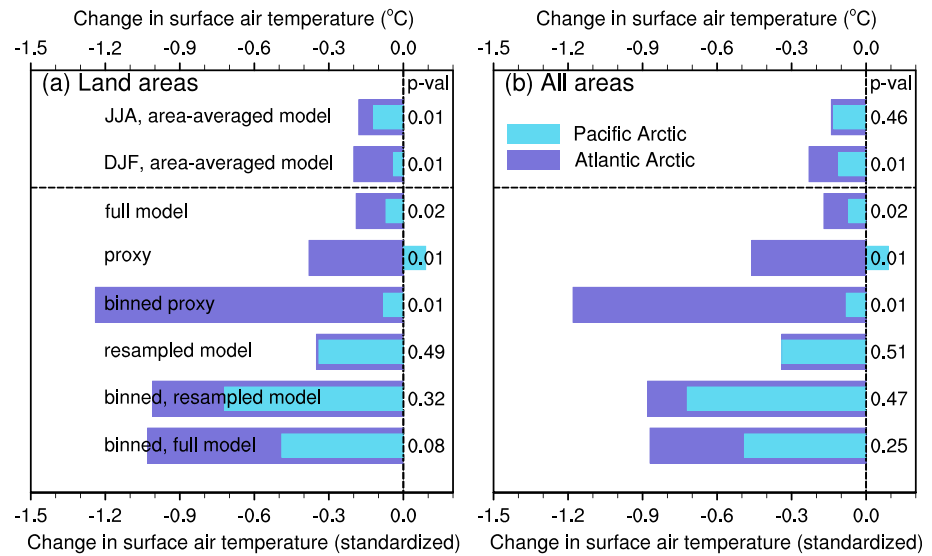 Change in surface air temperature (°C)
Change in surface air temperature (°C)
-1.5 -1.2 -0.9 -0.6 -0.3 0.0
-1.5 -1.2 -0.9 -0.6 -0.3 0.0
(a) Land areas p-val
JJA, area-averaged model 0.01
DJF, area-averaged model 0.01
full model 0.02
proxy 0.01
binned proxy 0.01
resampled model 0.49
binned, resampled model 0.32
binned, full model 0.08
(b) All areas p-val
0.46
Pacific Arctic
Atlantic Arctic
0.01
0.02
0.01
0.01
0.51
0.47
0.25
-1.5 -1.2 -0.9 -0.6 -0.3 0.0
-1.5 -1.2 -0.9 -0.6 -0.3 0.0
Change in surface air temperature (standardized)
Change in surface air temperature (standardized)